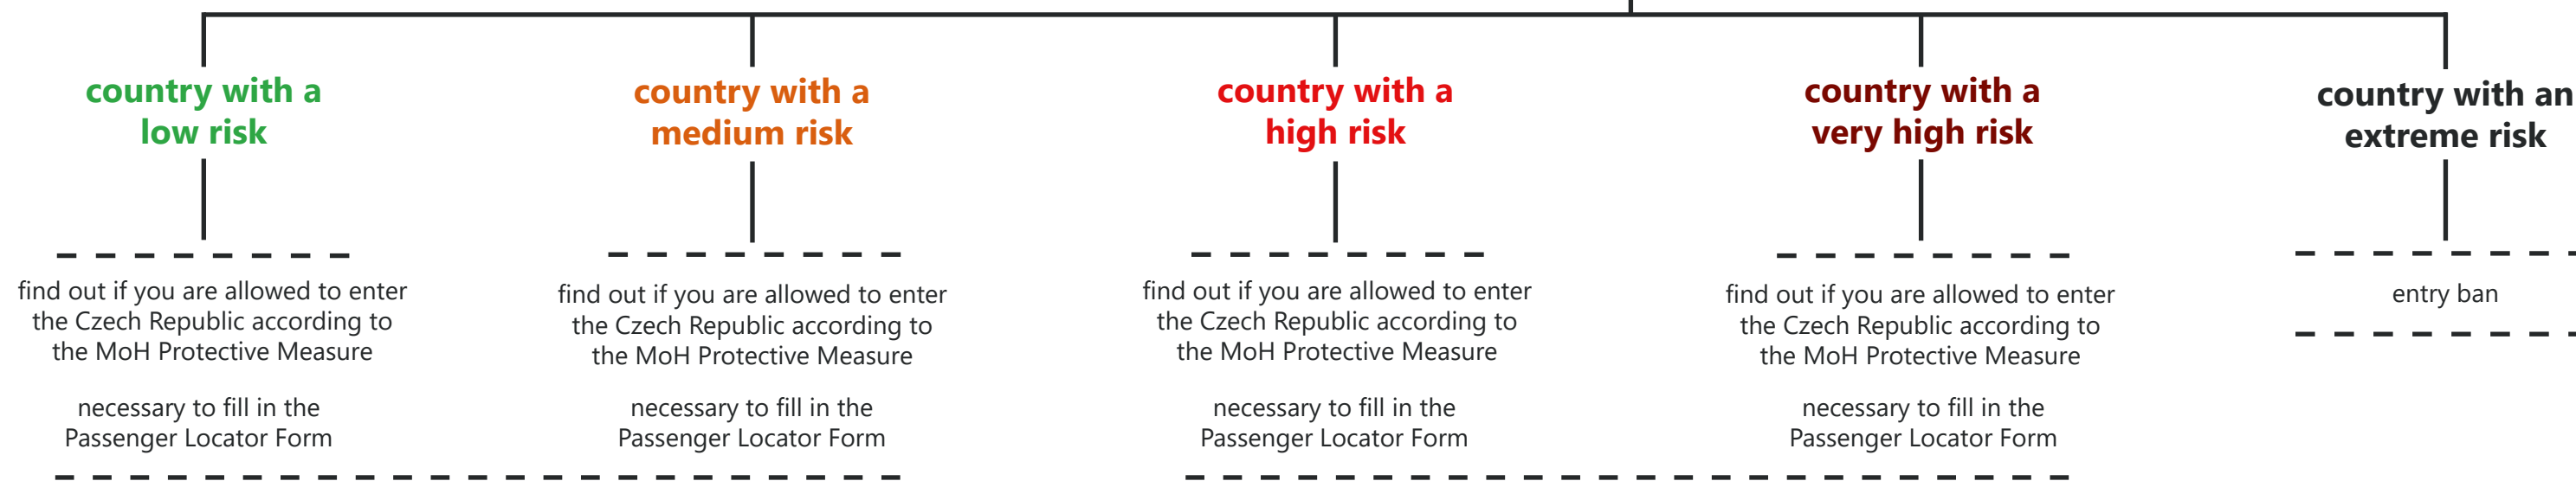 country with a
low risk
find out if you are allowed to enter
the Czech Republic according to
the MoH Protective Measure
necessary to fill in the
Passenger Locator Form
country with a
medium risk
find out if you are allowed to enter
the Czech Republic according to
the MoH Protective Measure
necessary to fill in the
Passenger Locator Form
country with a
high risk
find out if you are allowed to enter
the Czech Republic according to
the MoH Protective Measure
necessary to fill in the
Passenger Locator Form
country with a
very high risk
find out if you are allowed to enter
the Czech Republic according to
the MoH Protective Measure
necessary to fill in the
Passenger Locator Form
country with an
extreme risk
entry ban